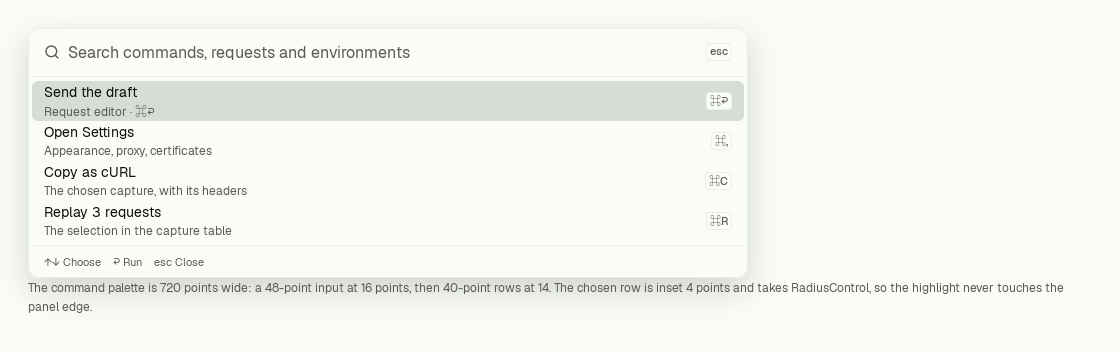 Search commands, requests and environments esc
Send the draft
Request editor · ⌘↩ ⌘↩
Open Settings
Appearance, proxy, certificates ⌘,
Copy as cURL
The chosen capture, with its headers ⌘C
Replay 3 requests
The selection in the capture table ⌘R
↑↓ Choose ↩ Run esc Close
The command palette is 720 points wide: a 48-point input at 16 points, then 40-point rows at 14. The chosen row is inset 4 points and takes RadiusControl, so the highlight never touches the
panel edge.